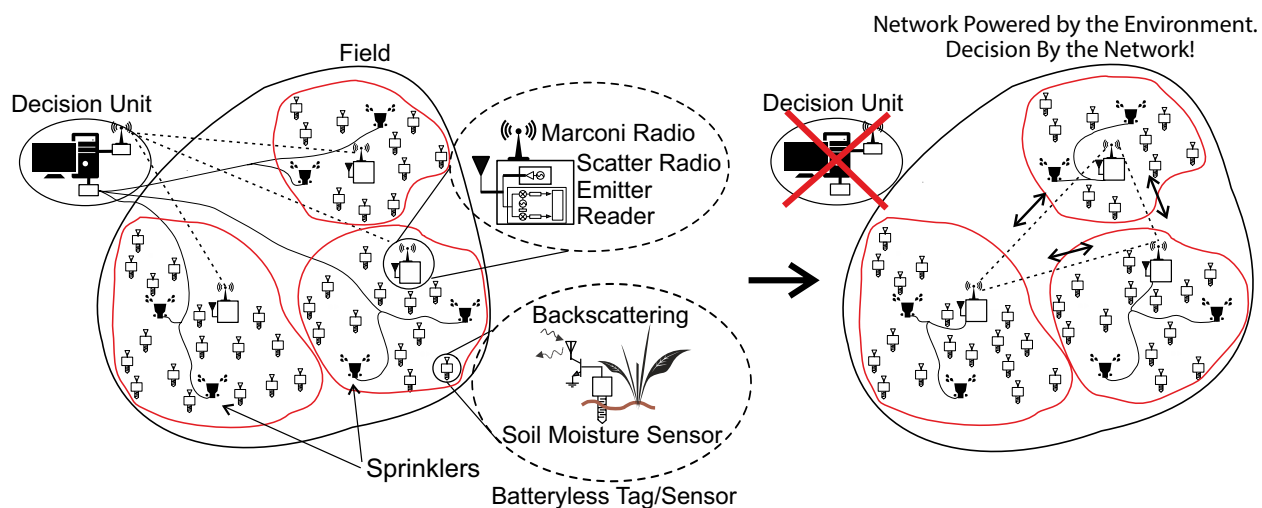 Network Powered by the Environment.
Decision By the Network!
Field
Decision Unit
Decision Unit
Marconi Radio
Scatter Radio
Emitter
Reader
Backscattering
Soil Moisture Sensor
Sprinklers
Batteryless Tag/Sensor